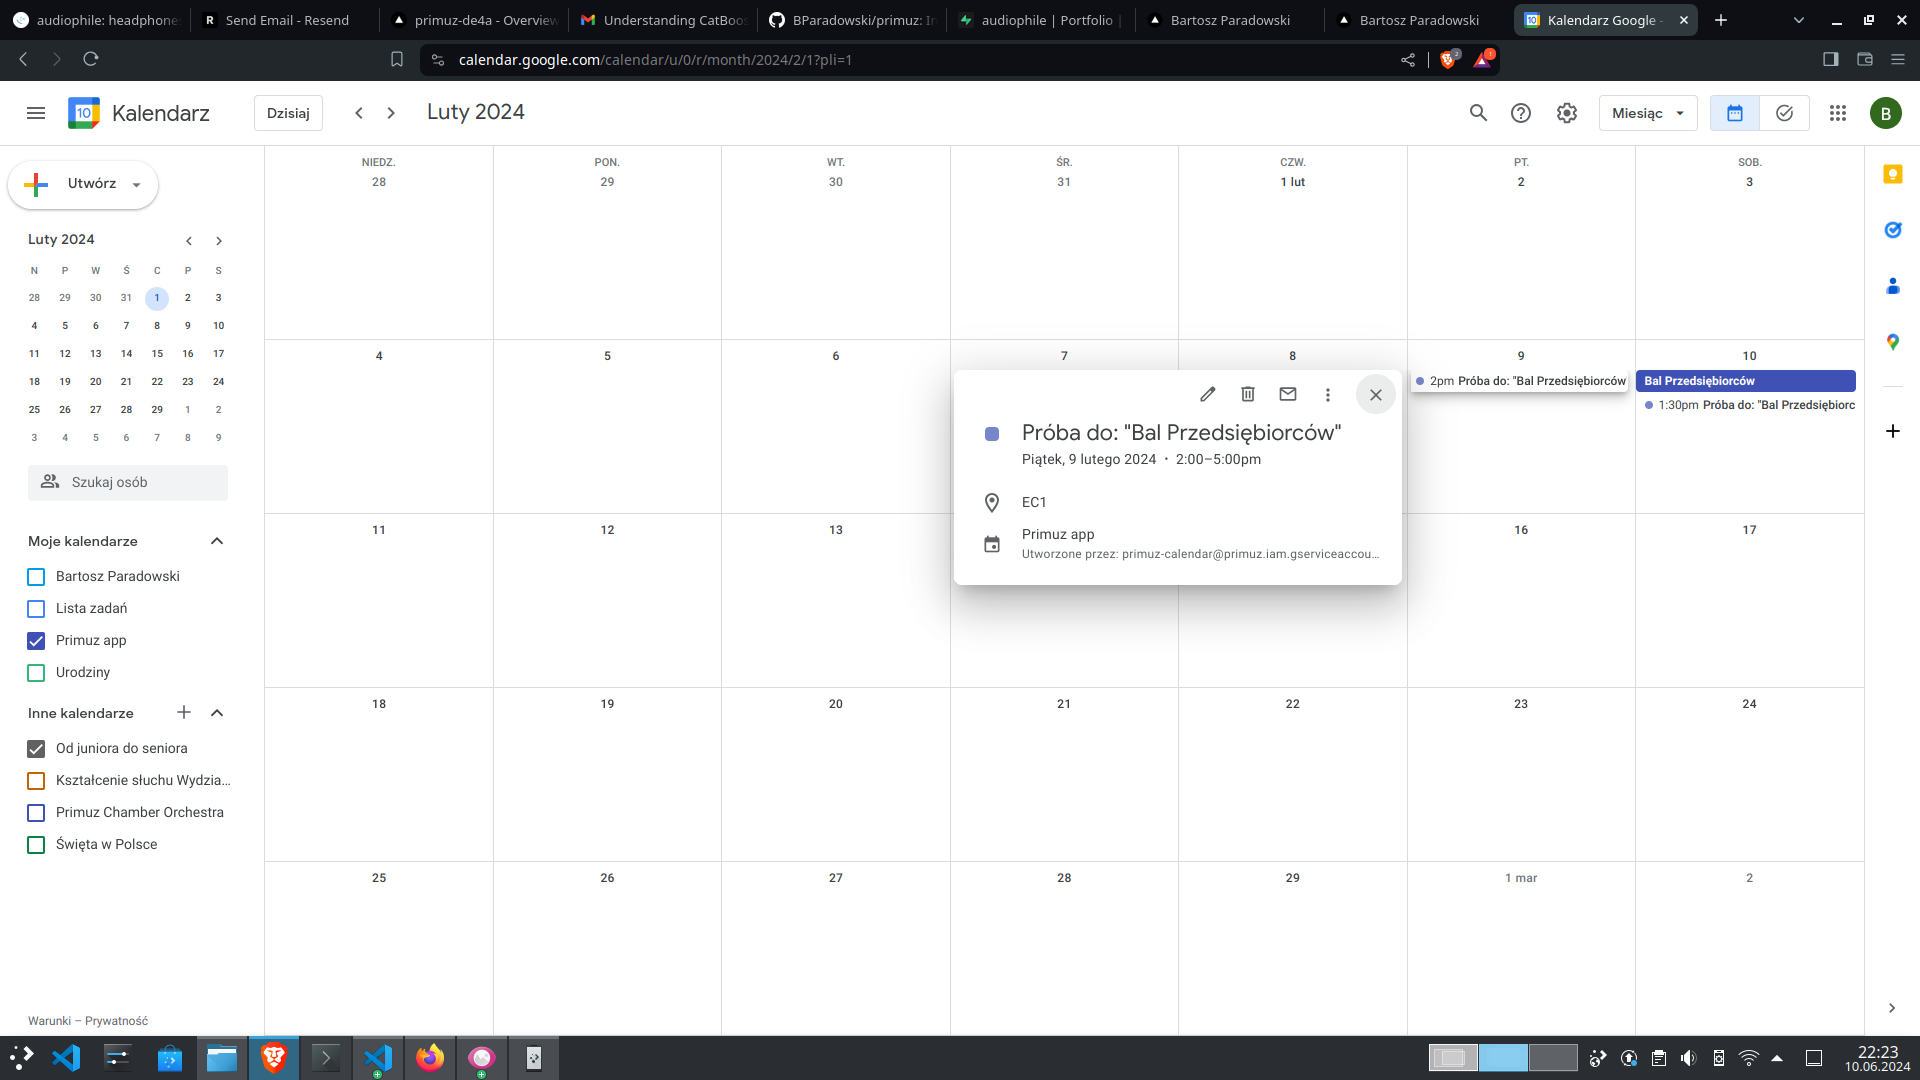 audiophile: headphone
Send Email - Resend
primuz-de4a - Overview
Understanding CatBoos
BParadowski/primuz: In
audiophile | Portfolio |
Bartosz Paradowski
Bartosz Paradowski
Kalendarz Google -
calendar.google.com/calendar/u/0/r/month/2024/2/1?pli=1
2
1
10
Kalendarz
Dzisiaj
Luty 2024
Miesiąc
B
Utwórz
Luty 2024
N P W Ś C P S
28 29 30 31 1 2 3
4 5 6 7 8 9 10
11 12 13 14 15 16 17
18 19 20 21 22 23 24
25 26 27 28 29 1 2
3 4 5 6 7 8 9
Szukaj osób
Moje kalendarze
Bartosz Paradowski
Lista zadań
Primuz app
Urodziny
Inne kalendarze
Od juniora do seniora
Kształcenie słuchu Wydzia...
Primuz Chamber Orchestra
Święta w Polsce
Warunki – Prywatność
NIEDZ. PON. WT. ŚR. CZW. PT. SOB.
28 29 30 31 1 lut 2 3
4 5 6 7 8 9 10
2pm Próba do: "Bal Przedsiębiorców
Bal Przedsiębiorców
1:30pm Próba do: "Bal Przedsiębiorc
Próba do: "Bal Przedsiębiorców"
Piątek, 9 lutego 2024 · 2:00–5:00pm
EC1
Primuz app
Utworzone przez: primuz-calendar@primuz.iam.gserviceaccou...
11 12 13 16 17
18 19 20 21 22 23 24
25 26 27 28 29 1 mar 2
22:23
10.06.2024